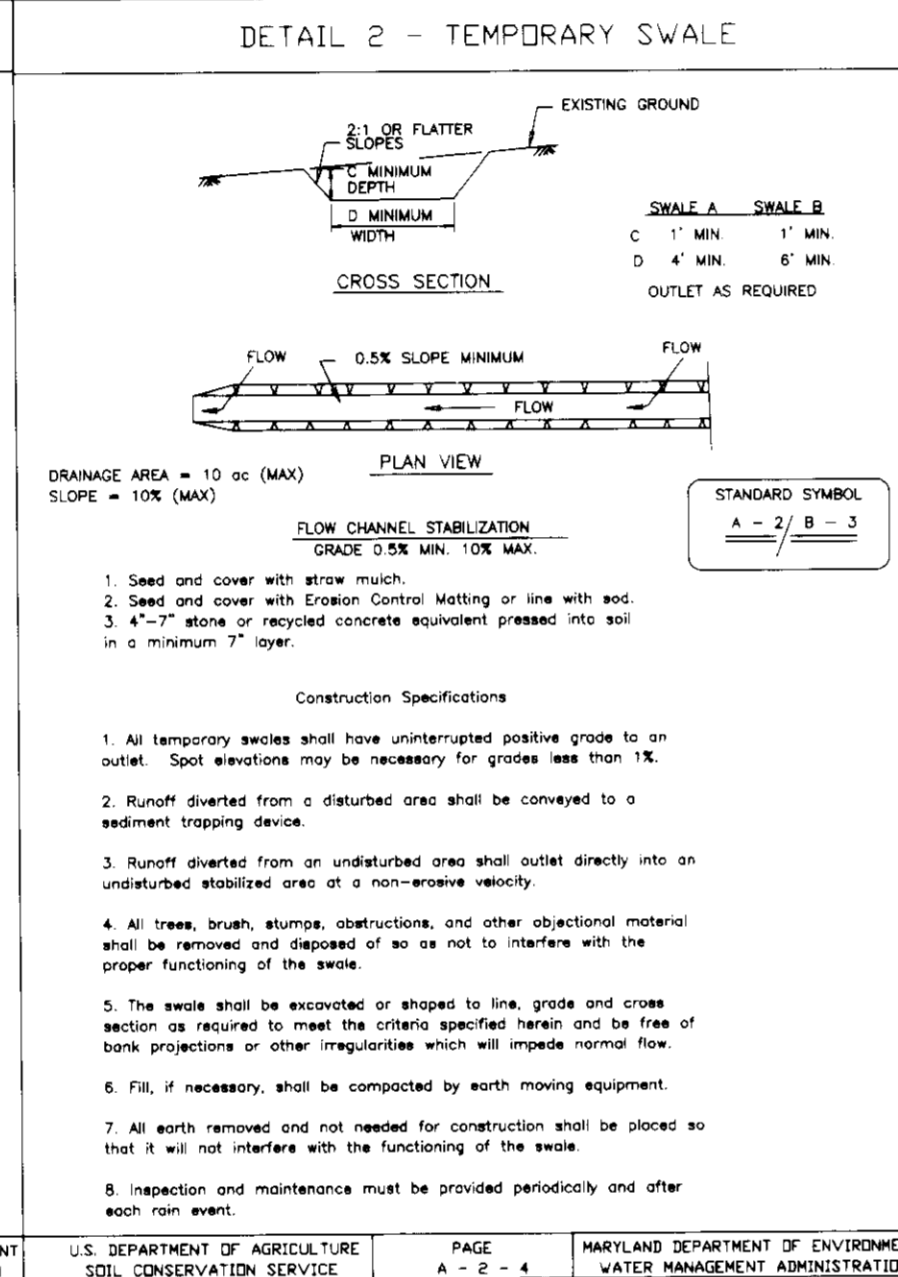 DETAIL 2 - TEMPORARY SWALE
EXISTING GROUND
2:1 OR FLATTER
SLOPES
C MINIMUM
DEPTH
D MINIMUM
WIDTH
CROSS SECTION
SWALE A SWALE B
C 1' MIN. 1' MIN.
D 4' MIN. 6' MIN.
OUTLET AS REQUIRED
FLOW
0.5% SLOPE MINIMUM
FLOW
FLOW
PLAN VIEW
DRAINAGE AREA = 10 ac (MAX)
SLOPE = 10% (MAX)
STANDARD SYMBOL
A - 2 / B - 3
FLOW CHANNEL STABILIZATION
GRADE 0.5% MIN. 10% MAX.
1. Seed and cover with straw mulch.
2. Seed and cover with Erosion Control Matting or line with sod.
3. 4"-7" stone or recycled concrete equivalent pressed into soil
in a minimum 7" layer.
Construction Specifications
1. All temporary swales shall have uninterrupted positive grade to an
outlet. Spot elevations may be necessary for grades less than 1%.
2. Runoff diverted from a disturbed area shall be conveyed to a
sediment trapping device.
3. Runoff diverted from an undisturbed area shall outlet directly into an
undisturbed stabilized area at a non-erosive velocity.
4. All trees, brush, stumps, obstructions, and other objectional material
shall be removed and disposed of so as not to interfere with the
proper functioning of the swale.
5. The swale shall be excavated or shaped to line, grade and cross
section as required to meet the criteria specified herein and be free of
bank projections or other irregularities which will impede normal flow.
6. Fill, if necessary, shall be compacted by earth moving equipment.
7. All earth removed and not needed for construction shall be placed so
that it will not interfere with the functioning of the swale.
8. Inspection and maintenance must be provided periodically and after
each rain event.
NT
U.S. DEPARTMENT OF AGRICULTURE
SOIL CONSERVATION SERVICE
PAGE
A - 2 - 4
MARYLAND DEPARTMENT OF ENVIRONME
WATER MANAGEMENT ADMINISTRATIO